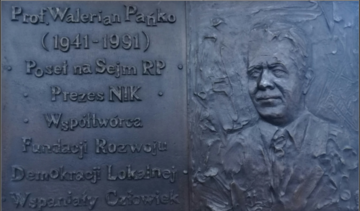 Prof. Walerian Pańko
(1941-1991)
Poseł na Sejm RP
Prezes NIK
Współtwórca
Fundacji Rozwoju
Demokracji Lokalnej
Wspaniały Człowiek